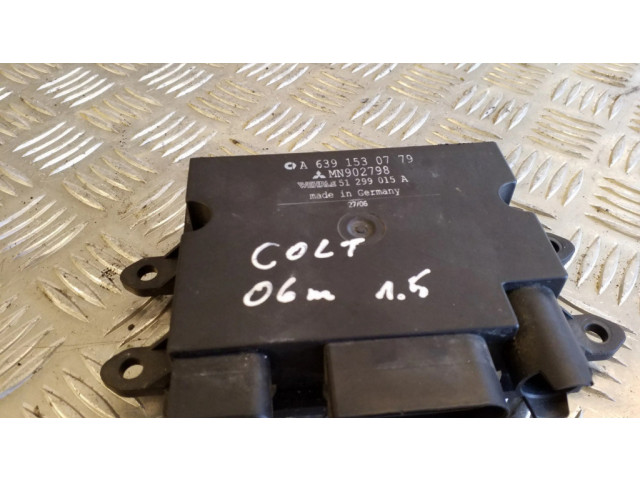 A 639 153 07 79
MN902798
51 299 015 A
made in Germany
27/06
COLT
06m 1.5